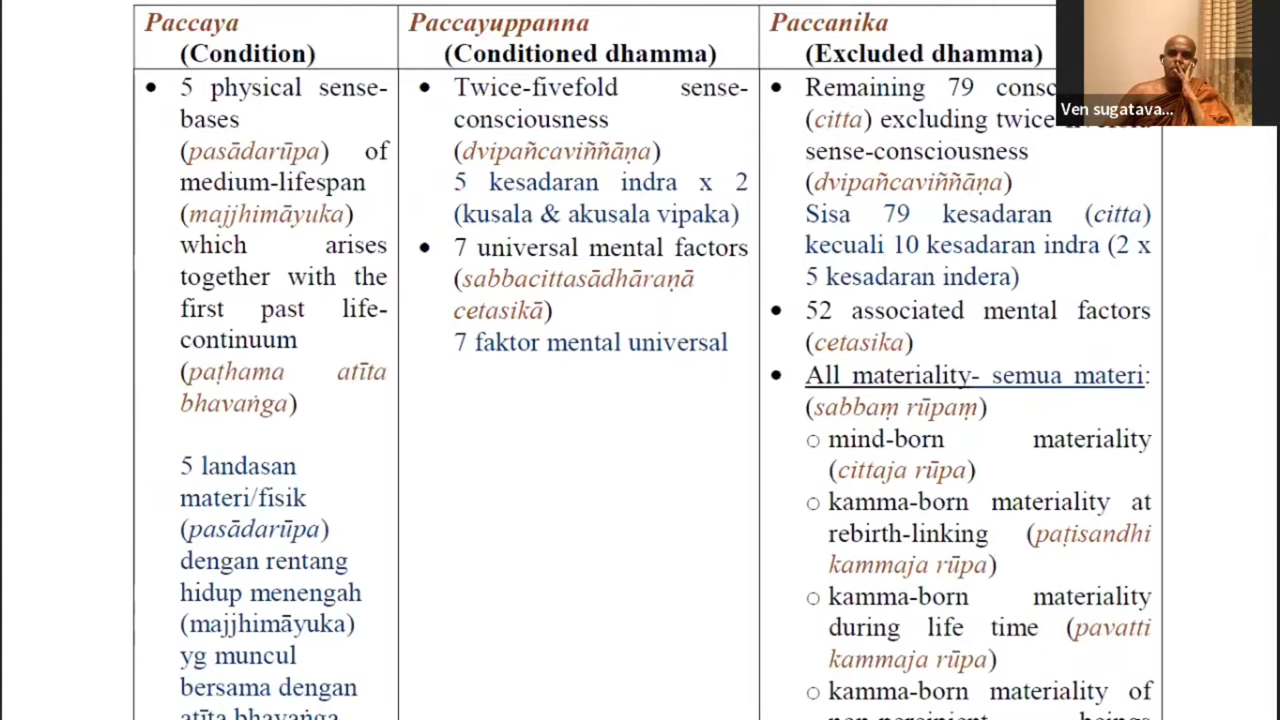 Paccaya
(Condition)
Paccayuppanna
(Conditioned dhamma)
Paccanika
(Excluded dhamma)
• 5 physical sense-
bases
(pasādarūpa) of
medium-lifespan
(majjhimāyuka)
which arises
together with the
first past life-
continuum
(paṭhama atīta
bhavaṅga)
5 landasan
materi/fisik
(pasādarūpa)
dengan rentang
hidup menengah
(majjhimāyuka)
yg muncul
bersama dengan
atīta bhavaṅga
• Twice-fivefold sense-
consciousness
(dvipañcaviññāṇa)
5 kesadaran indra x 2
(kusala & akusala vipaka)
• 7 universal mental factors
(sabbacittasādhāraṇā
cetasikā)
7 faktor mental universal
• Remaining 79
(citta) excluding
sense-consciousness
(dvipañcaviññāṇa)
Sisa 79 kesadaran (citta)
kecuali 10 kesadaran indra (2 x
5 kesadaran indera)
• 52 associated mental factors
(cetasika)
• All materiality- semua materi:
(sabbaṃ rūpaṃ)
○ mind-born materiality
(cittaja rūpa)
○ kamma-born materiality at
rebirth-linking (paṭisandhi
kammaja rūpa)
○ kamma-born materiality
during life time (pavatti
kammaja rūpa)
○ kamma-born materiality of
Ven sugatava...